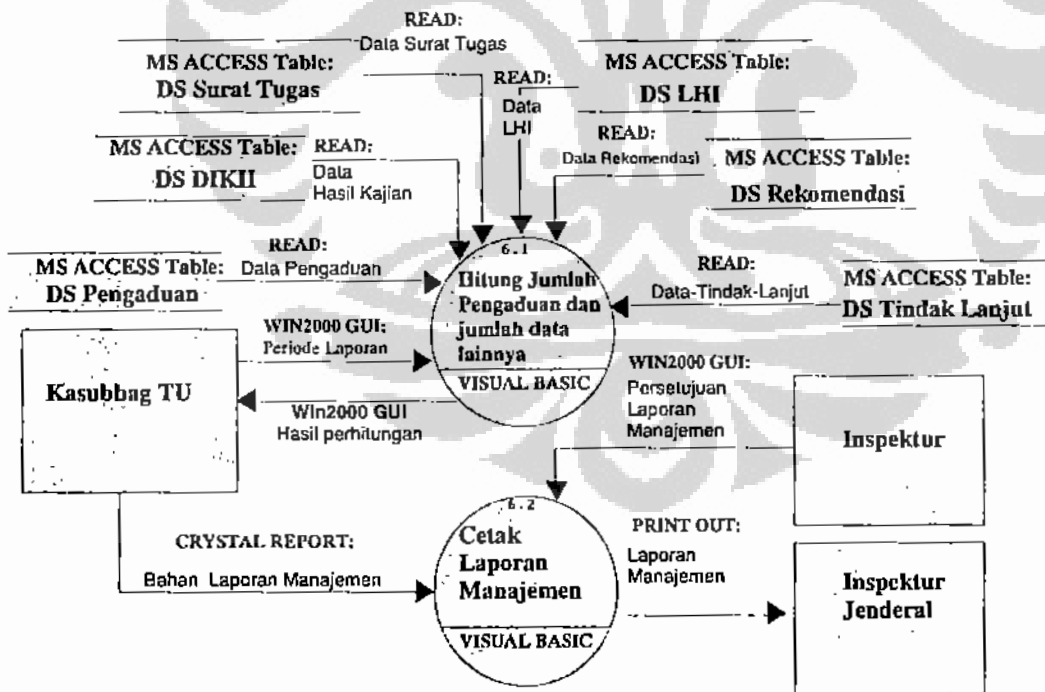 READ:
Data Surat Tugas
MS ACCESS Table:
DS Surat Tugas
READ:
Data
LHI
MS ACCESS Table:
DS LHI
MS ACCESS Table:
DS DIKII
READ:
Data
Hasil Kajian
READ:
Data Rekomendasi
MS ACCESS Table:
DS Rekomendasi
MS ACCESS Table:
DS Pengaduan
READ:
Data Pengaduan
6.1
Hitung Jumlah
Pengaduan dan
jumlah data
lainnya
VISUAL BASIC
READ:
Data-Tindak-Lanjut
MS ACCESS Table:
DS Tindak Lanjut
WIN2000 GUI:
Periode Laporan
Kasubbag TU
Win2000 GUI
Hasil perhitungan
WIN2000 GUI:
Persetujuan
Laporan
Manajemen
Inspektur
CRYSTAL REPORT:
Bahan Laporan Manajemen
6.2
Cetak
Laporan
Manajemen
VISUAL BASIC
PRINT OUT:
Laporan
Manajemen
Inspektur
Jenderal